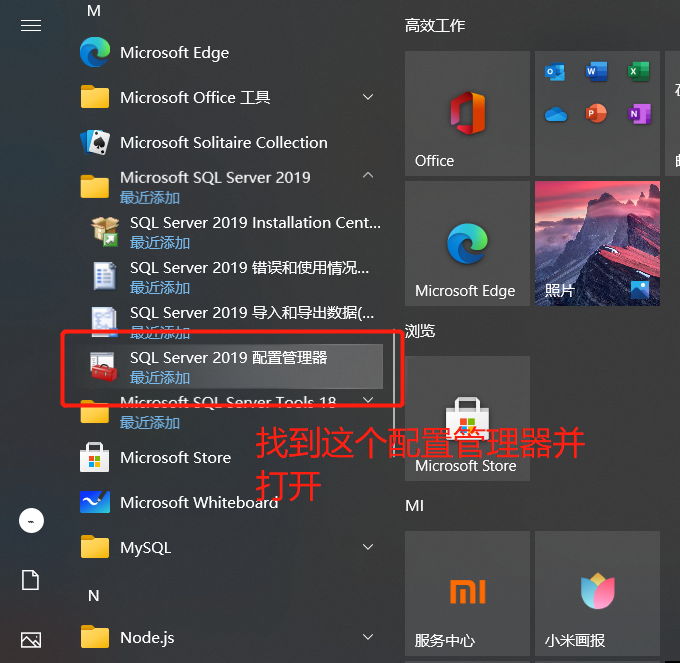 M
Microsoft Edge
Microsoft Office 工具
Microsoft Solitaire Collection
Microsoft SQL Server 2019
最近添加
SQL Server 2019 Installation Cent...
最近添加
SQL Server 2019 错误和使用情况...
最近添加
SQL Server 2019 导入和导出数据(...
最近添加
SQL Server 2019 配置管理器
最近添加
Microsoft SQL Server Tools 18
最近添加
Microsoft Store
Microsoft Whiteboard
MySQL
N
Node.js
找到这个配置管理器并
打开
高效工作
Office
Microsoft Edge
照片
浏览
Microsoft Store
MI
服务中心
小米画报